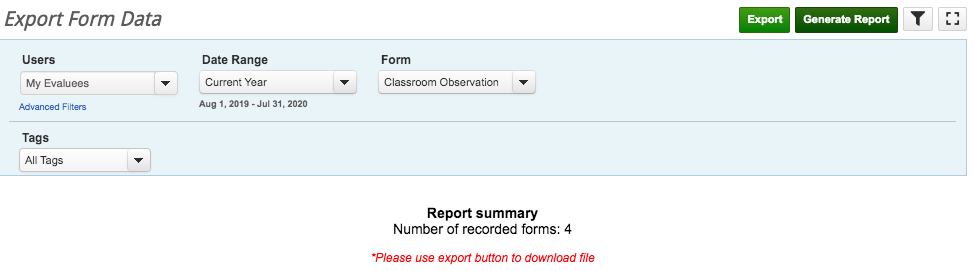 Export Form Data
Export
Generate Report
Users
Date Range
Form
My Evaluees
Current Year
Classroom Observation
Advanced Filters
Aug 1, 2019 - Jul 31, 2020
Tags
All Tags
Report summary
Number of recorded forms: 4
*Please use export button to download file